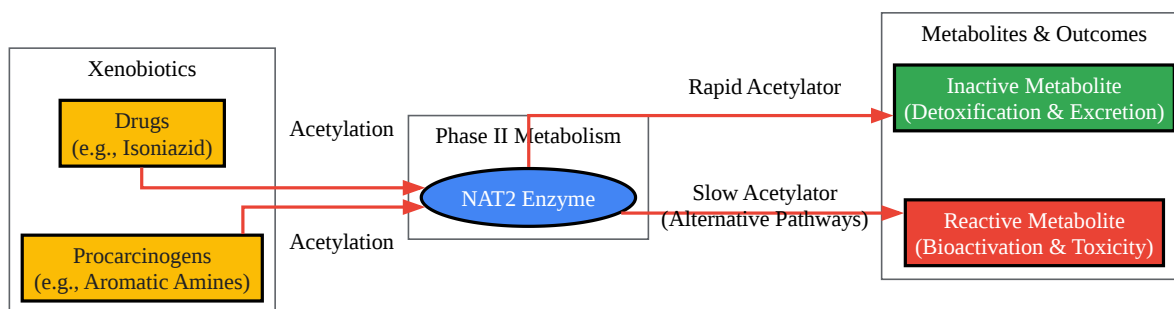 Xenobiotics
Drugs
(e.g., Isoniazid)
Procarcinogens
(e.g., Aromatic Amines)
Acetylation
Acetylation
Phase II Metabolism
NAT2 Enzyme
Rapid Acetylator
Slow Acetylator
(Alternative Pathways)
Metabolites & Outcomes
Inactive Metabolite
(Detoxification & Excretion)
Reactive Metabolite
(Bioactivation & Toxicity)